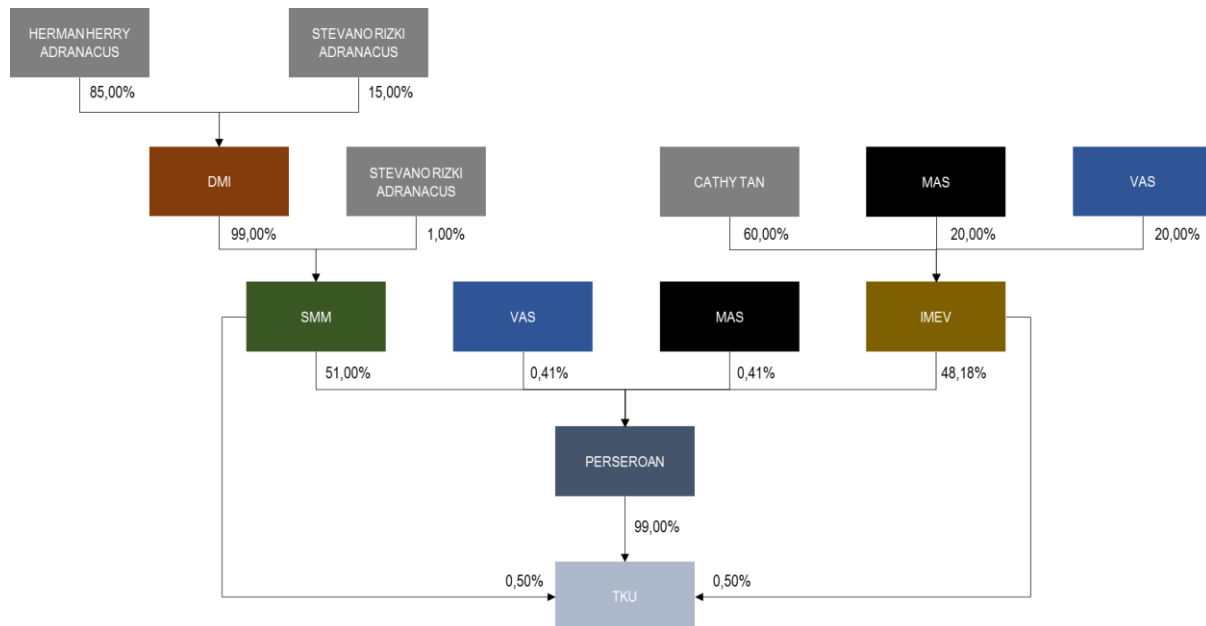 HERMAN HERRY
ADRANACUS
STEVANO RIZKI
ADRANACUS
85,00%
15,00%
DMI
STEVANO RIZKI
ADRANACUS
CATHY TAN
MAS
VAS
99,00%
1,00%
60,00%
20,00%
20,00%
SMM
VAS
MAS
IMEV
51,00%
0,41%
0,41%
48,18%
PERSEROAN
99,00%
0,50%
TKU
0,50%